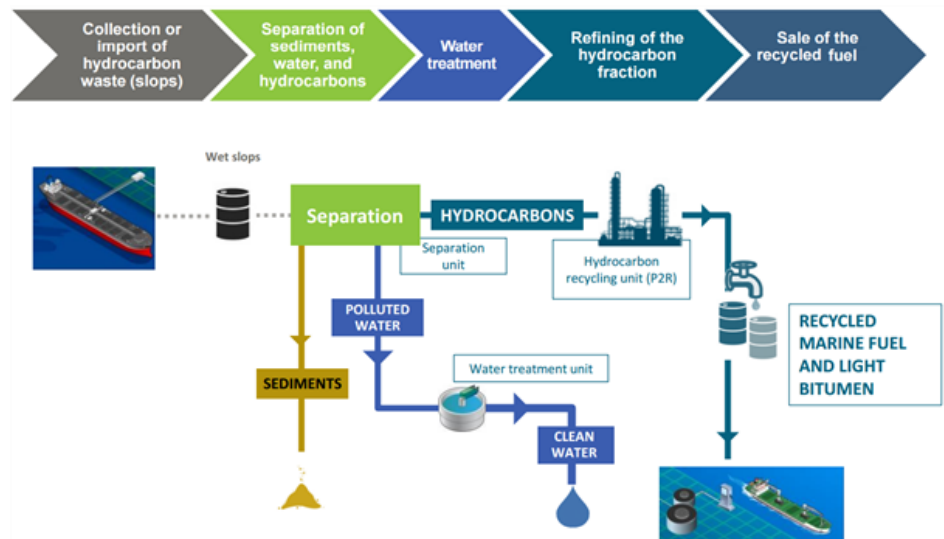 Collection or
import of
hydrocarbon
waste (slops)
Separation of
sediments,
water, and
hydrocarbons
Water
treatment
Refining of the
hydrocarbon
fraction
Sale of the
recycled fuel
Wet slops
Separation
HYDROCARBONS
Separation
unit
Hydrocarbon
recycling unit (P2R)
POLLUTED
WATER
RECYCLED
MARINE FUEL
AND LIGHT
BITUMEN
Water treatment unit
SEDIMENTS
CLEAN
WATER